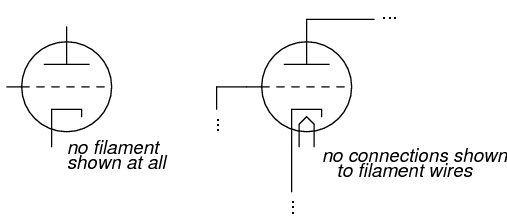 no filament
shown at all
no connections shown
to filament wires